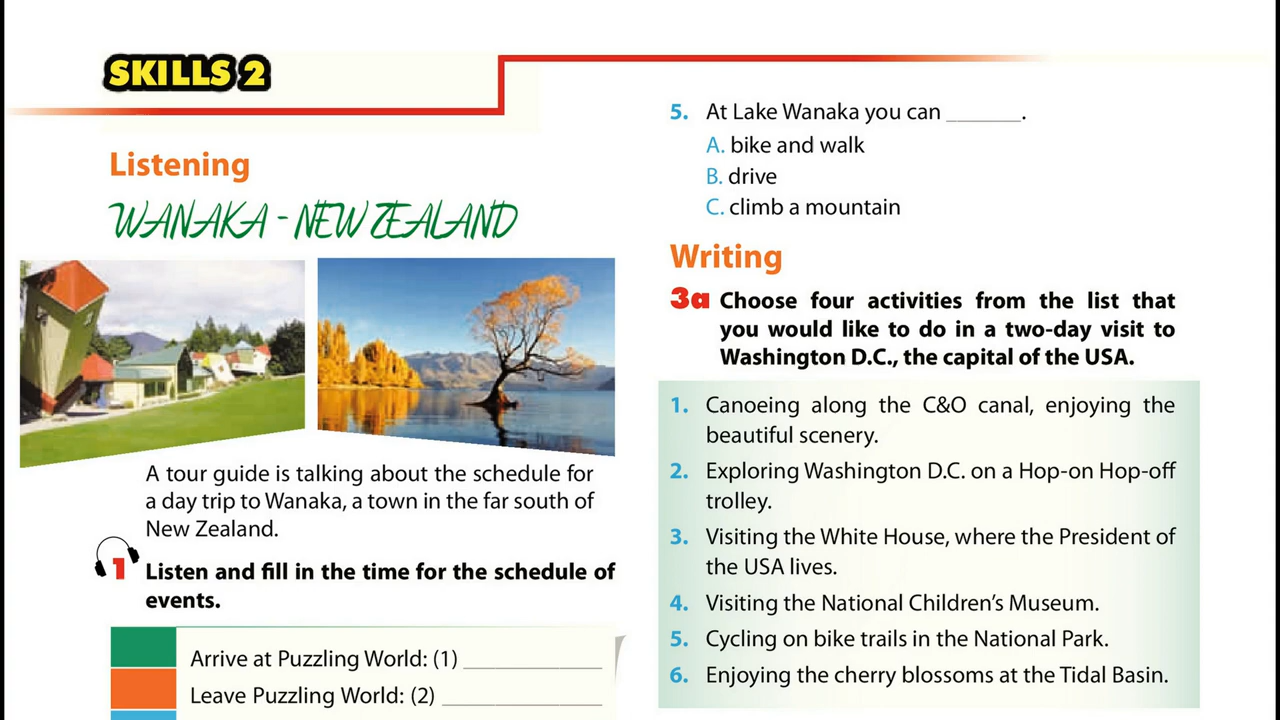 SKILLS 2
Listening
WANAKA - NEW ZEALAND
A tour guide is talking about the schedule for
a day trip to Wanaka, a town in the far south of
New Zealand.
1 Listen and fill in the time for the schedule of
events.
Arrive at Puzzling World: (1) ____________
Leave Puzzling World: (2) ______________
5. At Lake Wanaka you can _______.
A. bike and walk
B. drive
C. climb a mountain
Writing
3a Choose four activities from the list that
you would like to do in a two-day visit to
Washington D.C., the capital of the USA.
1. Canoeing along the C&O canal, enjoying the
beautiful scenery.
2. Exploring Washington D.C. on a Hop-on Hop-off
trolley.
3. Visiting the White House, where the President of
the USA lives.
4. Visiting the National Children's Museum.
5. Cycling on bike trails in the National Park.
6. Enjoying the cherry blossoms at the Tidal Basin.